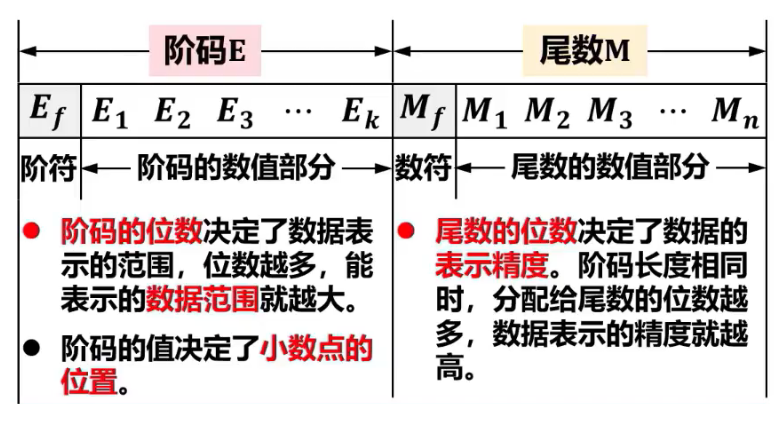 阶码E 尾数M
E_f E_1 E_2 E_3 … E_k M_f M_1 M_2 M_3 … M_n
阶符 阶码的数值部分 数符 尾数的数值部分
● 阶码的位数决定了数据表
示的范围，位数越多，能
表示的数据范围就越大。
● 阶码的值决定了小数点的
位置。
● 尾数的位数决定了数据的
表示精度。阶码长度相同
时，分配给尾数的位数越
多，数据表示的精度就越
高。